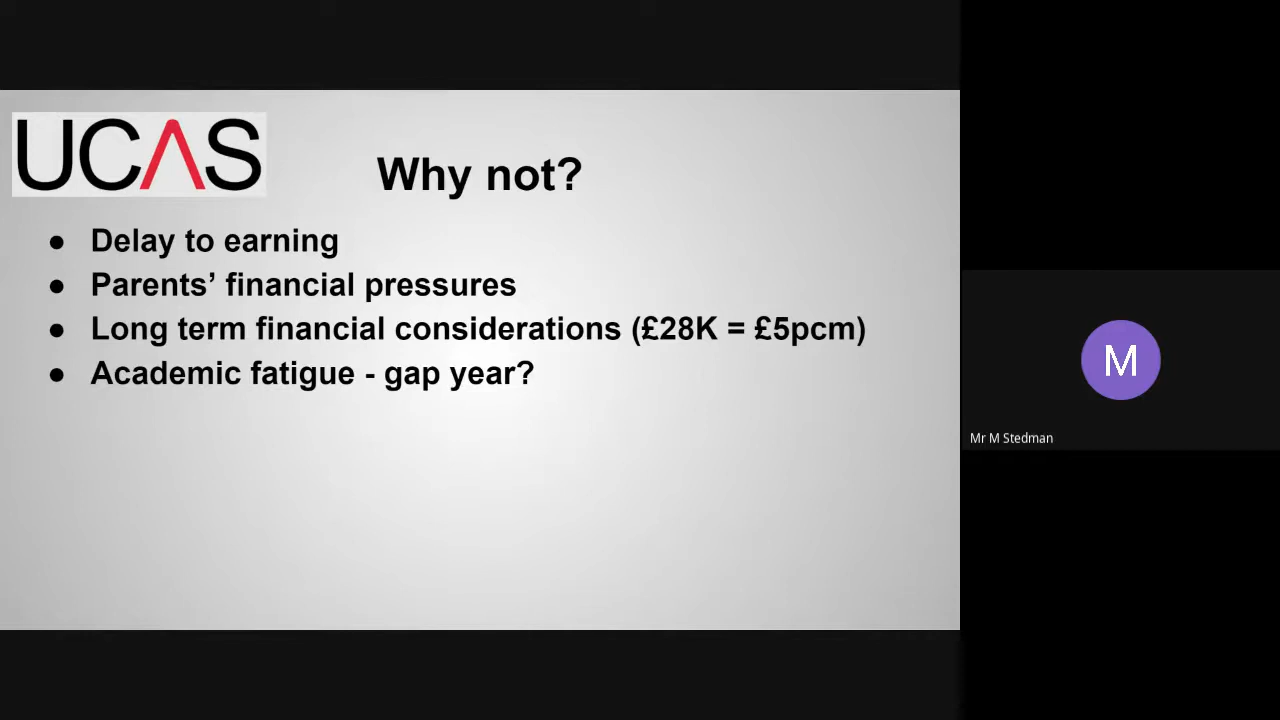 UCAS
Why not?
● Delay to earning
● Parents’ financial pressures
● Long term financial considerations (£28K = £5pcm)
● Academic fatigue - gap year?
M
Mr M Stedman